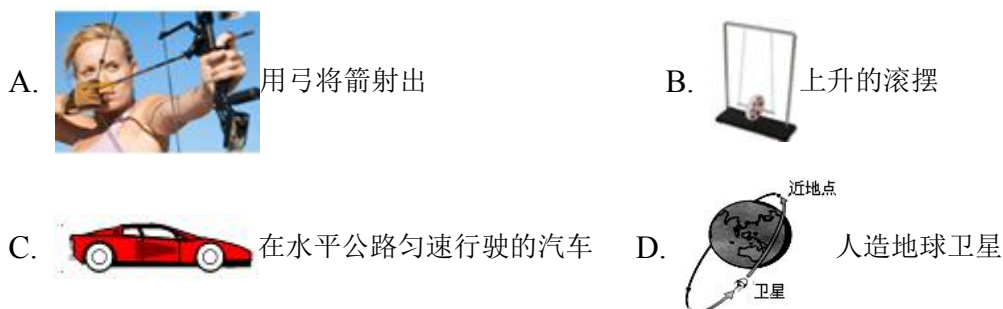 A. 用弓将箭射出
B. 上升的滚摆
近地点
C. 在水平公路匀速行驶的汽车
D. 人造地球卫星
卫星